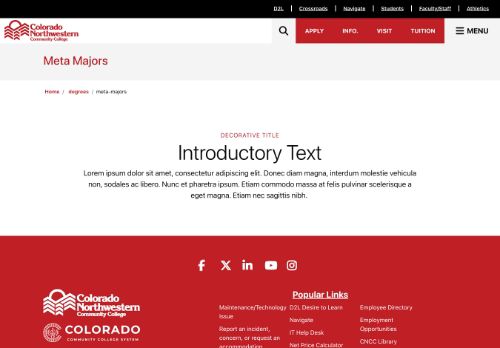 D2L | Crossroads | Navigate | Students | Faculty/Staff | Athletics
Colorado
Northwestern
Community College
APPLY INFO. VISIT TUITION MENU
Meta Majors
Home / degrees / meta-majors
DECORATIVE TITLE
Introductory Text
Lorem ipsum dolor sit amet, consectetur adipiscing elit. Donec diam magna, interdum molestie vehicula
non, sodales ac libero. Nunc et pharetra ipsum. Etiam commodo massa at felis pulvinar scelerisque a
eget magna. Etiam nec sagittis nibh.
Colorado
Northwestern
Community College
COLORADO
COMMUNITY COLLEGE SYSTEM
Maintenance/Technology
Issue
Report an incident,
concern, or request an
accommodation
Popular Links
D2L Desire to Learn
Navigate
IT Help Desk
Net Price Calculator
Employee Directory
Employment
Opportunities
CNCC Library